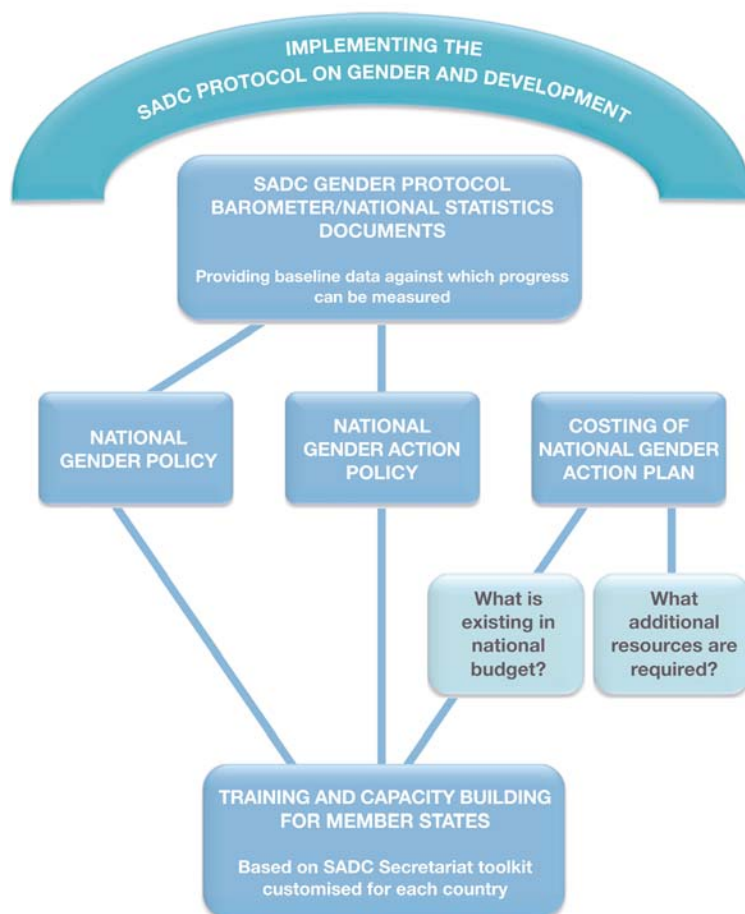 IMPLEMENTING THE
SADC PROTOCOL ON GENDER AND DEVELOPMENT
SADC GENDER PROTOCOL
BAROMETER/NATIONAL STATISTICS
DOCUMENTS
Providing baseline data against which progress
can be measured
NATIONAL
GENDER POLICY
NATIONAL
GENDER ACTION
POLICY
COSTING OF
NATIONAL GENDER
ACTION PLAN
What is
existing in
national
budget?
What
additional
resources are
required?
TRAINING AND CAPACITY BUILDING
FOR MEMBER STATES
Based on SADC Secretariat toolkit
customised for each country